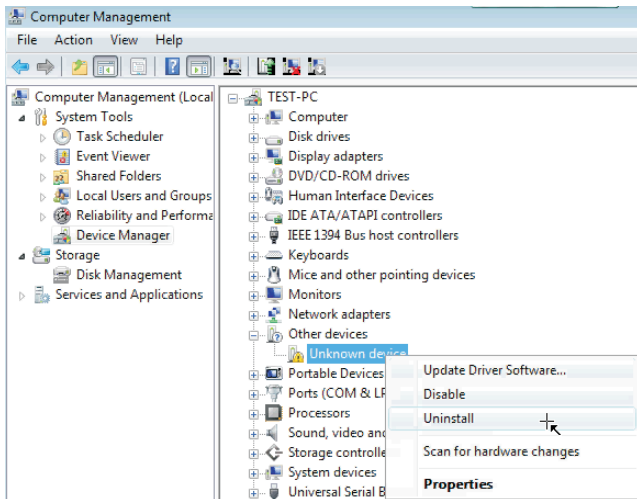 Computer Management
File Action View Help
Computer Management (Local
System Tools
Task Scheduler
Event Viewer
Shared Folders
Local Users and Groups
Reliability and Performa
Device Manager
Storage
Disk Management
Services and Applications
TEST-PC
Computer
Disk drives
Display adapters
DVD/CD-ROM drives
Human Interface Devices
IDE ATA/ATAPI controllers
IEEE 1394 Bus host controllers
Keyboards
Mice and other pointing devices
Monitors
Network adapters
Other devices
Unknown device
Portable Devices
Ports (COM & LP
Processors
Sound, video and
Storage controlle
System devices
Universal Serial B
Update Driver Software...
Disable
Uninstall
Scan for hardware changes
Properties